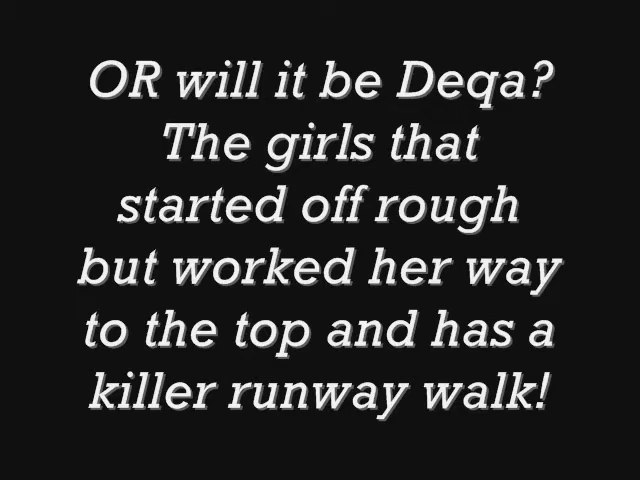 OR will it be Deqa?
The girls that
started off rough
but worked her way
to the top and has a
killer runway walk!